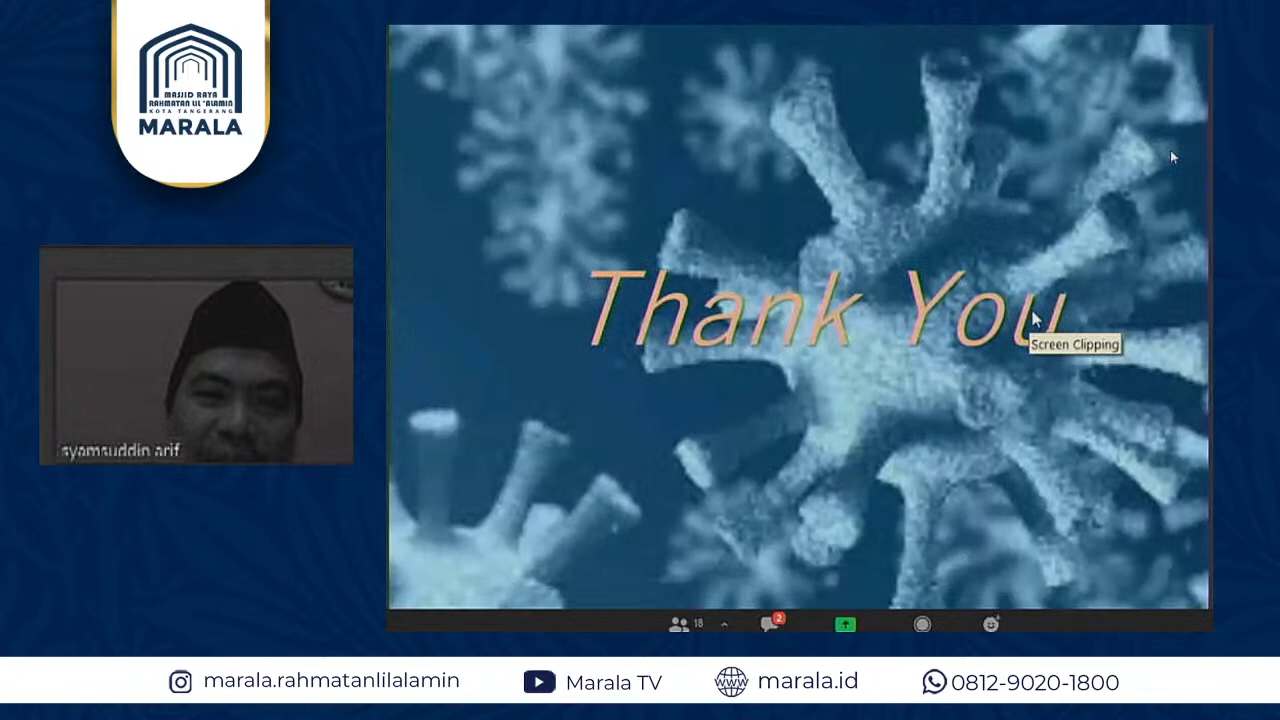 MASJID RAYA
RAHMATAN LIL 'ALAMIN
KOTA TANGERANG
MARALA
Thank You
Screen Clipping
syamsuddin arif
18
2
marala.rahmatanlilalamin
Marala TV
www
marala.id
0812-9020-1800